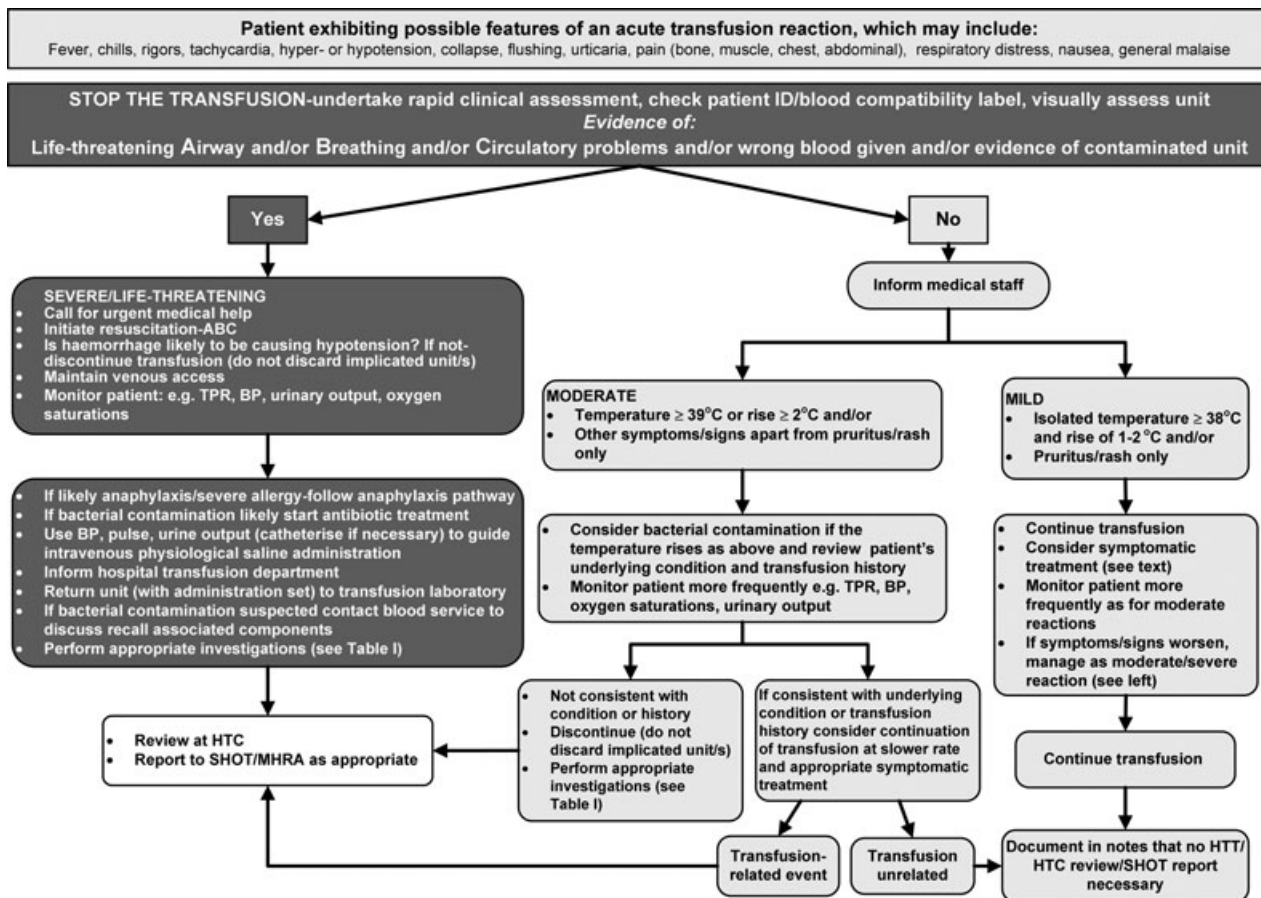 Patient exhibiting possible features of an acute transfusion reaction, which may include:
Fever, chills, rigors, tachycardia, hyper- or hypotension, collapse, flushing, urticaria, pain (bone, muscle, chest, abdominal), respiratory distress, nausea, general malaise
STOP THE TRANSFUSION-undertake rapid clinical assessment, check patient ID/blood compatibility label, visually assess unit
Evidence of:
Life-threatening Airway and/or Breathing and/or Circulatory problems and/or wrong blood given and/or evidence of contaminated unit
Yes
SEVERE/LIFE-THREATENING
• Call for urgent medical help
• Initiate resuscitation-ABC
• Is haemorrhage likely to be causing hypotension? If not-
discontinue transfusion (do not discard implicated unit/s)
• Maintain venous access
• Monitor patient: e.g. TPR, BP, urinary output, oxygen
saturations
• If likely anaphylaxis/severe allergy-follow anaphylaxis pathway
• If bacterial contamination likely start antibiotic treatment
• Use BP, pulse, urine output (catheterise if necessary) to guide
intravenous physiological saline administration
• Inform hospital transfusion department
• Return unit (with administration set) to transfusion laboratory
• If bacterial contamination suspected contact blood service to
discuss recall associated components
• Perform appropriate investigations (see Table I)
• Review at HTC
• Report to SHOT/MHRA as appropriate
No
Inform medical staff
MODERATE
• Temperature ≥ 39°C or rise ≥ 2°C and/or
• Other symptoms/signs apart from pruritus/rash
only
• Consider bacterial contamination if the
temperature rises as above and review patient's
underlying condition and transfusion history
• Monitor patient more frequently e.g. TPR, BP,
oxygen saturations, urinary output
• Not consistent with
condition or history
• Discontinue (do not
discard implicated unit/s)
• Perform appropriate
investigations (see
Table I)
If consistent with underlying
condition or transfusion
history consider continuation
of transfusion at slower rate
and appropriate symptomatic
treatment
Transfusion-
related event
Transfusion
unrelated
MILD
• Isolated temperature ≥ 38°C
and rise of 1-2 °C and/or
• Pruritus/rash only
• Continue transfusion
• Consider symptomatic
treatment (see text)
• Monitor patient more
frequently as for moderate
reactions
• If symptoms/signs worsen,
manage as moderate/severe
reaction (see left)
Continue transfusion
Document in notes that no HTT/
HTC review/SHOT report
necessary